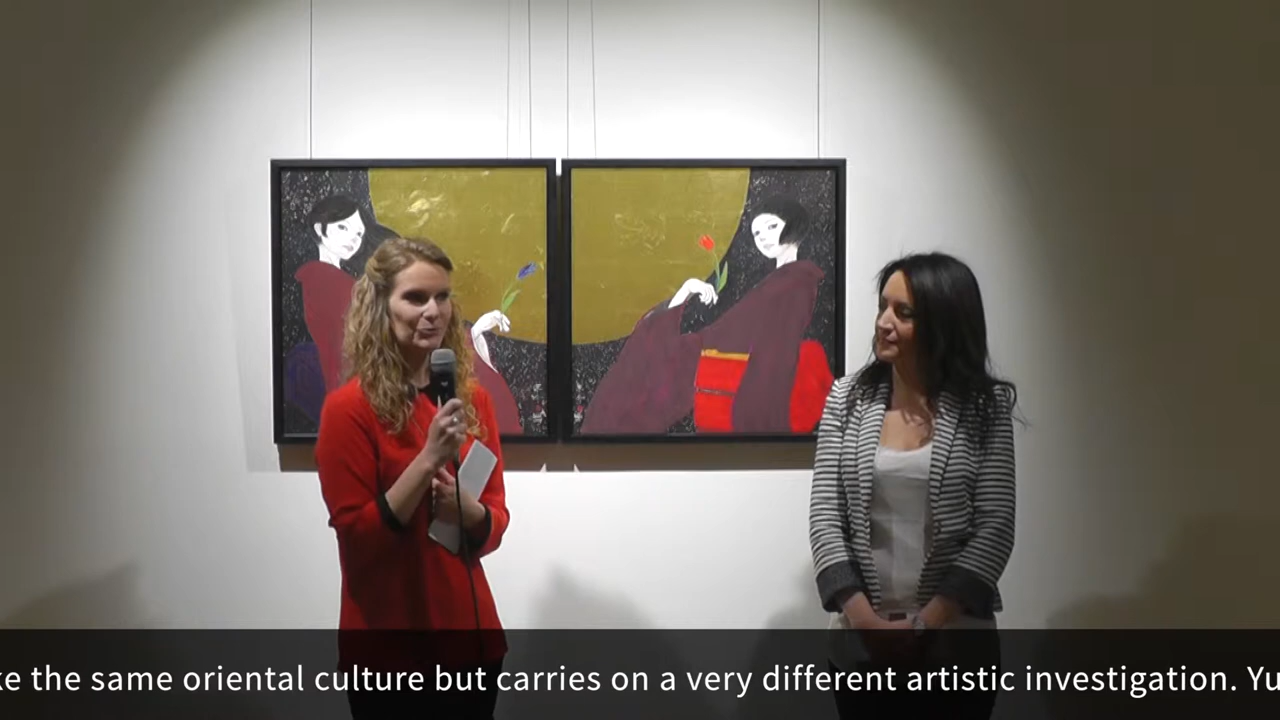 the same oriental culture but carries on a very different artistic investigation.